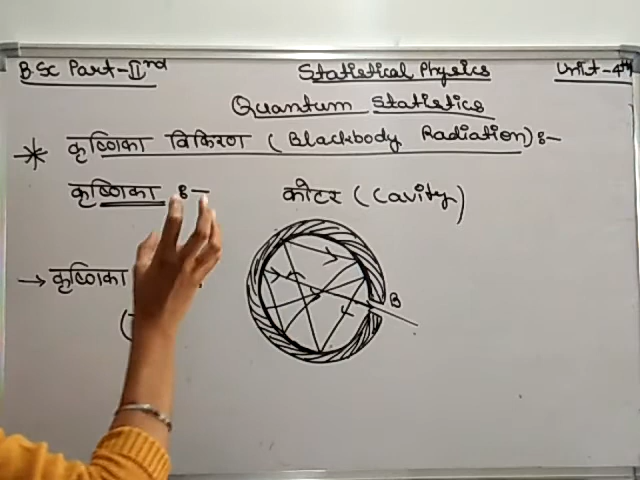 B.Sc Part-IInd Statistical Physics Unit-4th
Quantum Statistics
* कृष्णिका विकिरण ( Blackbody Radiation ) :-
कृष्णिका :- कोटर ( Cavity )
→ कृष्णिका
B